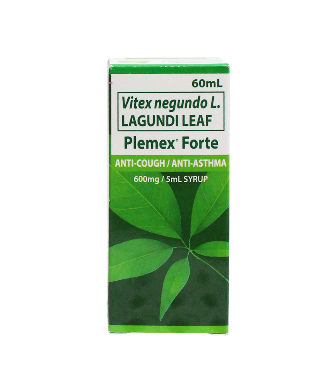 60mL
Vitex negundo L.
LAGUNDI LEAF
Plemex® Forte
ANTI-COUGH / ANTI-ASTHMA
600mg / 5mL SYRUP